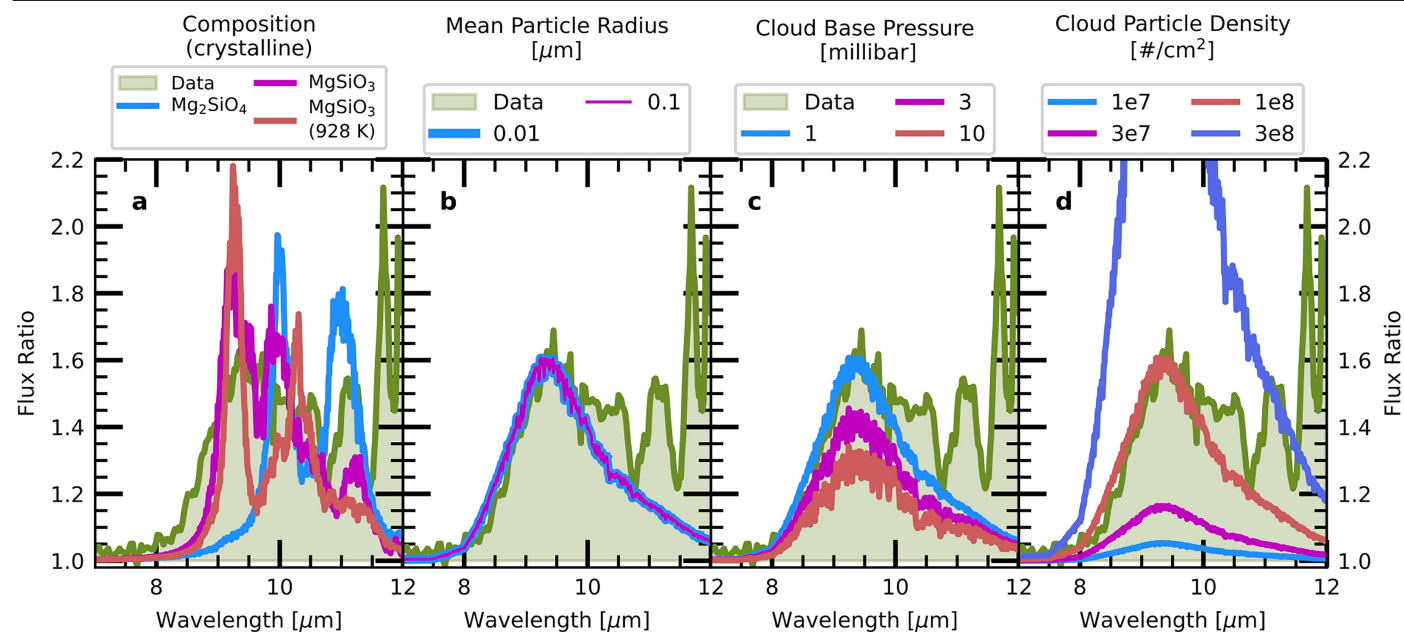 Composition
(crystalline)
Data
Mg₂SiO₄
MgSiO₃
MgSiO₃
(928 K)
Mean Particle Radius
[μm]
Data
0.01
0.1
Cloud Base Pressure
[millibar]
Data
1
3
10
Cloud Particle Density
[#/cm²]
1e7
3e7
1e8
3e8
2.2
2.0
1.8
1.6
1.4
1.2
1.0
Flux Ratio
a
b
c
d
2.2
2.0
1.8
1.6
1.4
1.2
1.0
Flux Ratio
8 10 12
8 10 12
8 10 12
8 10 12
Wavelength [μm]
Wavelength [μm]
Wavelength [μm]
Wavelength [μm]